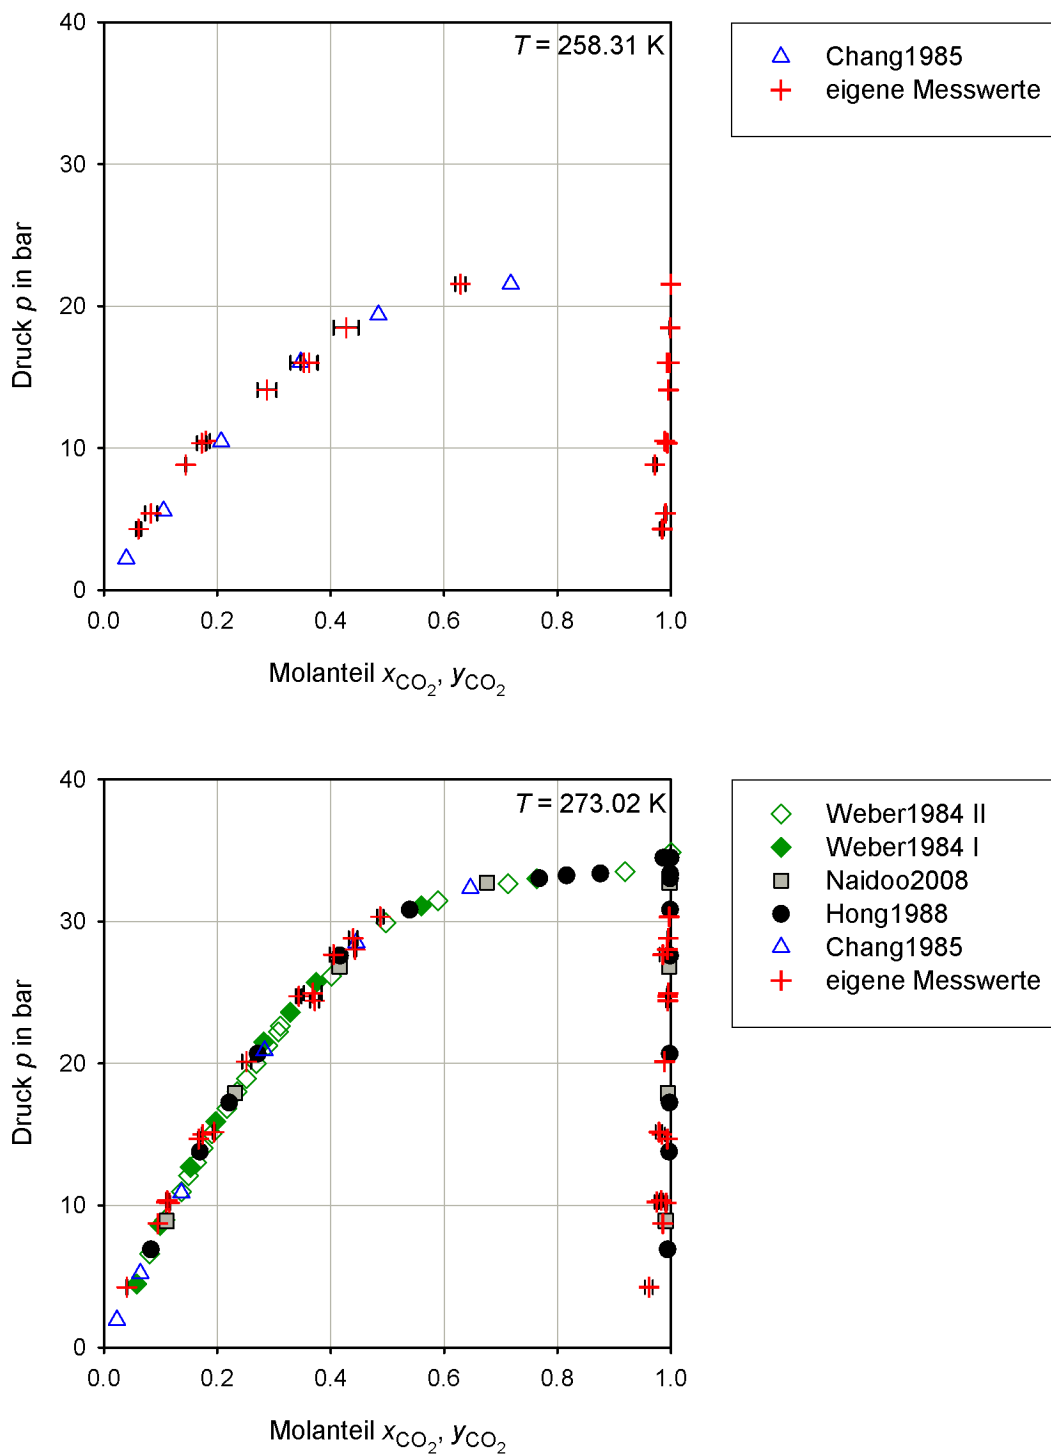 40
T = 258.31 K
30
20
10
0
0.0 0.2 0.4 0.6 0.8 1.0
Druck p in bar
Molanteil xCO2, yCO2
Chang1985
eigene Messwerte
40
T = 273.02 K
30
20
10
0
0.0 0.2 0.4 0.6 0.8 1.0
Druck p in bar
Molanteil xCO2, yCO2
Weber1984 II
Weber1984 I
Naidoo2008
Hong1988
Chang1985
eigene Messwerte